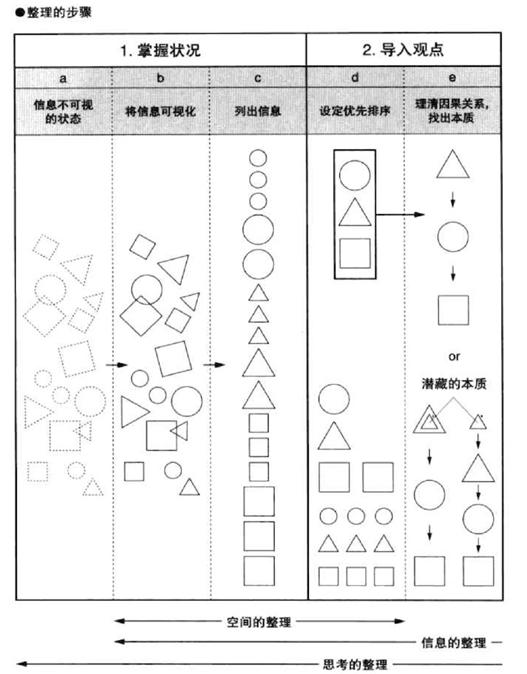 ●整理的步骤
1. 掌握状况
2. 导入观点
a
b
c
d
e
信息不可视
的状态
将信息可视化
列出信息
设定优先排序
理清因果关系,
找出本质
or
潜藏的本质
空间的整理
信息的整理
思考的整理